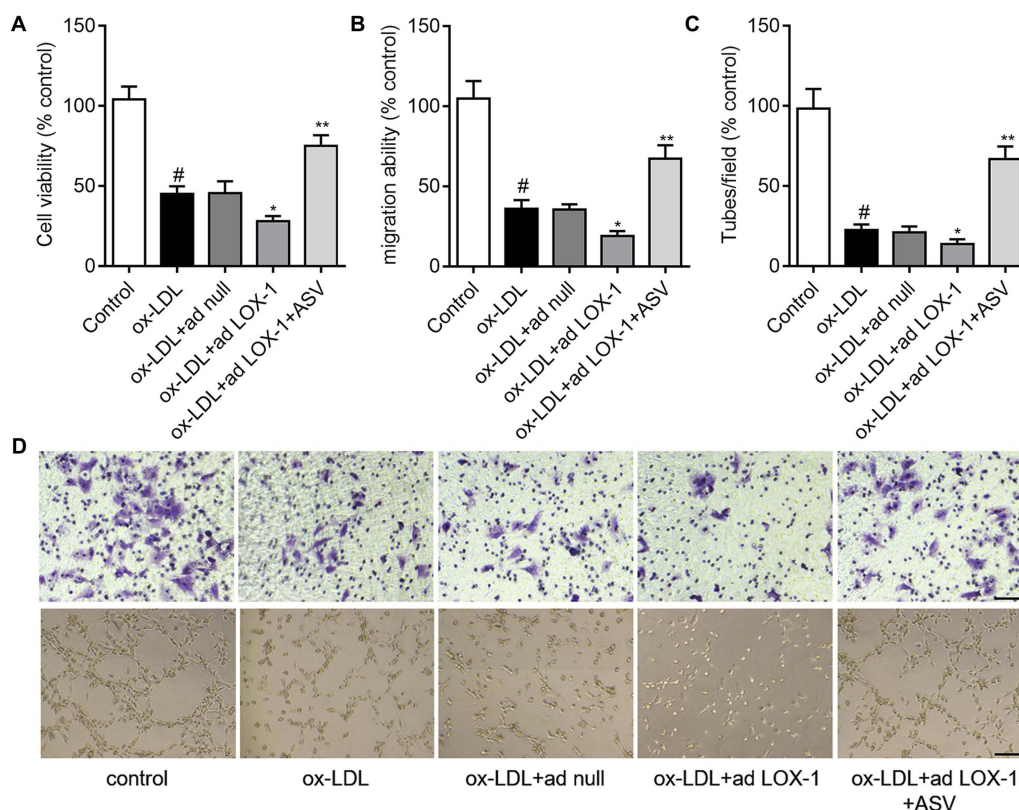 A
Cell viability (% control)
150
100
50
0
#
*
**
Control
ox-LDL
ox-LDL+ad null
ox-LDL+ad LOX-1
ox-LDL+ad LOX-1+ASV
B
migration ability (% control)
150
100
50
0
#
*
**
Control
ox-LDL
ox-LDL+ad null
ox-LDL+ad LOX-1
ox-LDL+ad LOX-1+ASV
C
Tubes/field (% control)
150
100
50
0
#
*
**
Control
ox-LDL
ox-LDL+ad null
ox-LDL+ad LOX-1
ox-LDL+ad LOX-1+ASV
D
control
ox-LDL
ox-LDL+ad null
ox-LDL+ad LOX-1
ox-LDL+ad LOX-1
+ASV